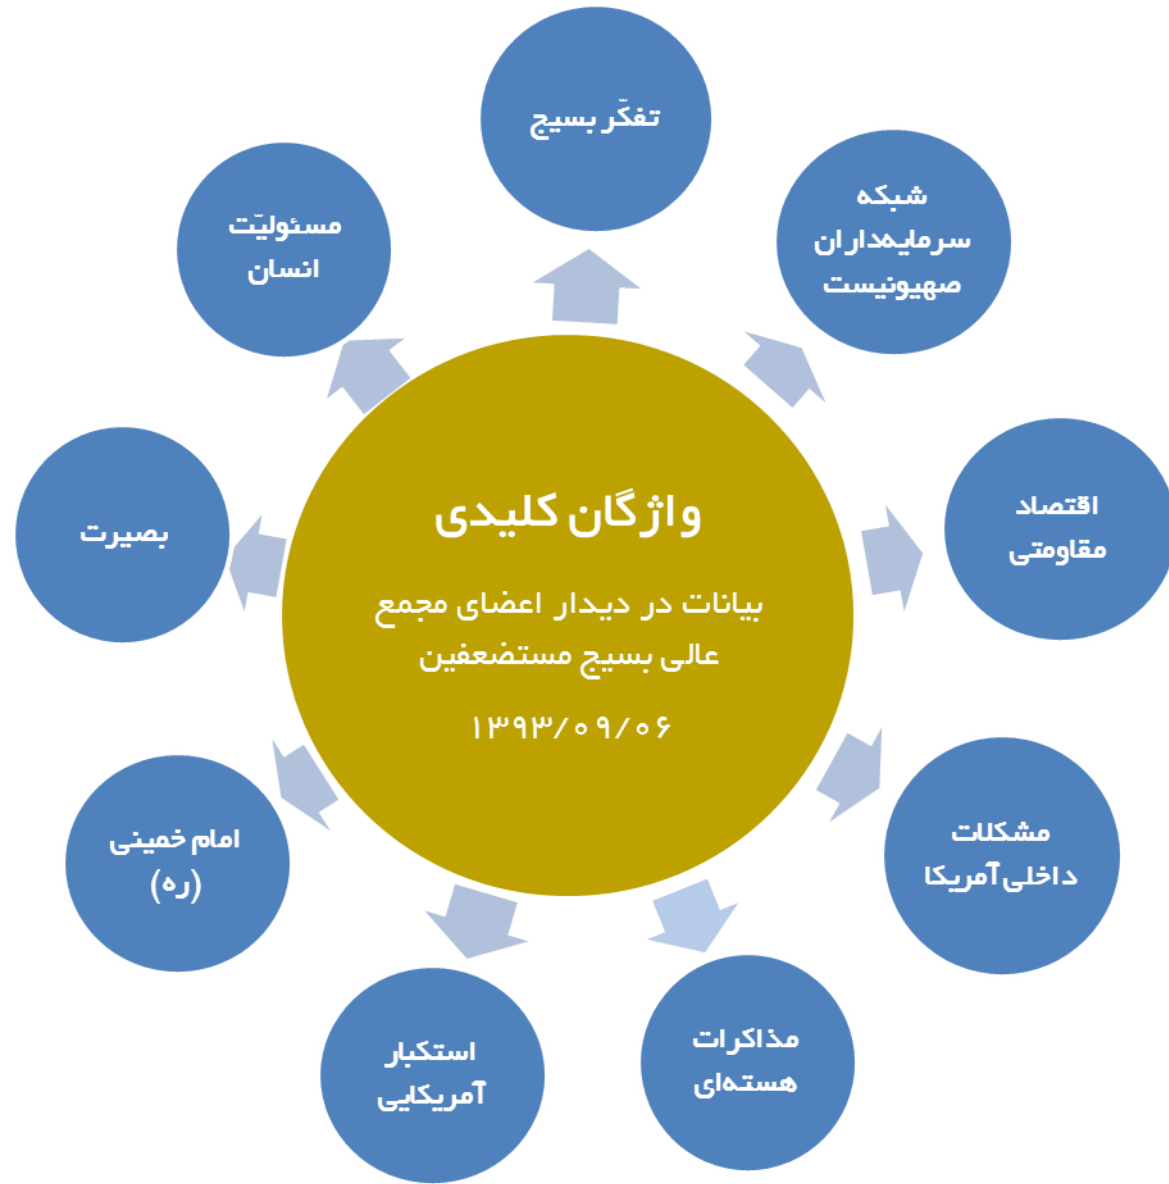 تفکّر بسیج
شبکه
سرمایه‌داران
صهیونیست
اقتصاد
مقاومتی
مشکلات
داخلی آمریکا
مذاکرات
هسته‌ای
استکبار
آمریکایی
امام خمینی
(ره)
بصیرت
مسئولیّت
انسان
واژگان کلیدی
بیانات در دیدار اعضای مجمع
عالی بسیج مستضعفین
۱۳۹۳/۰۹/۰۶